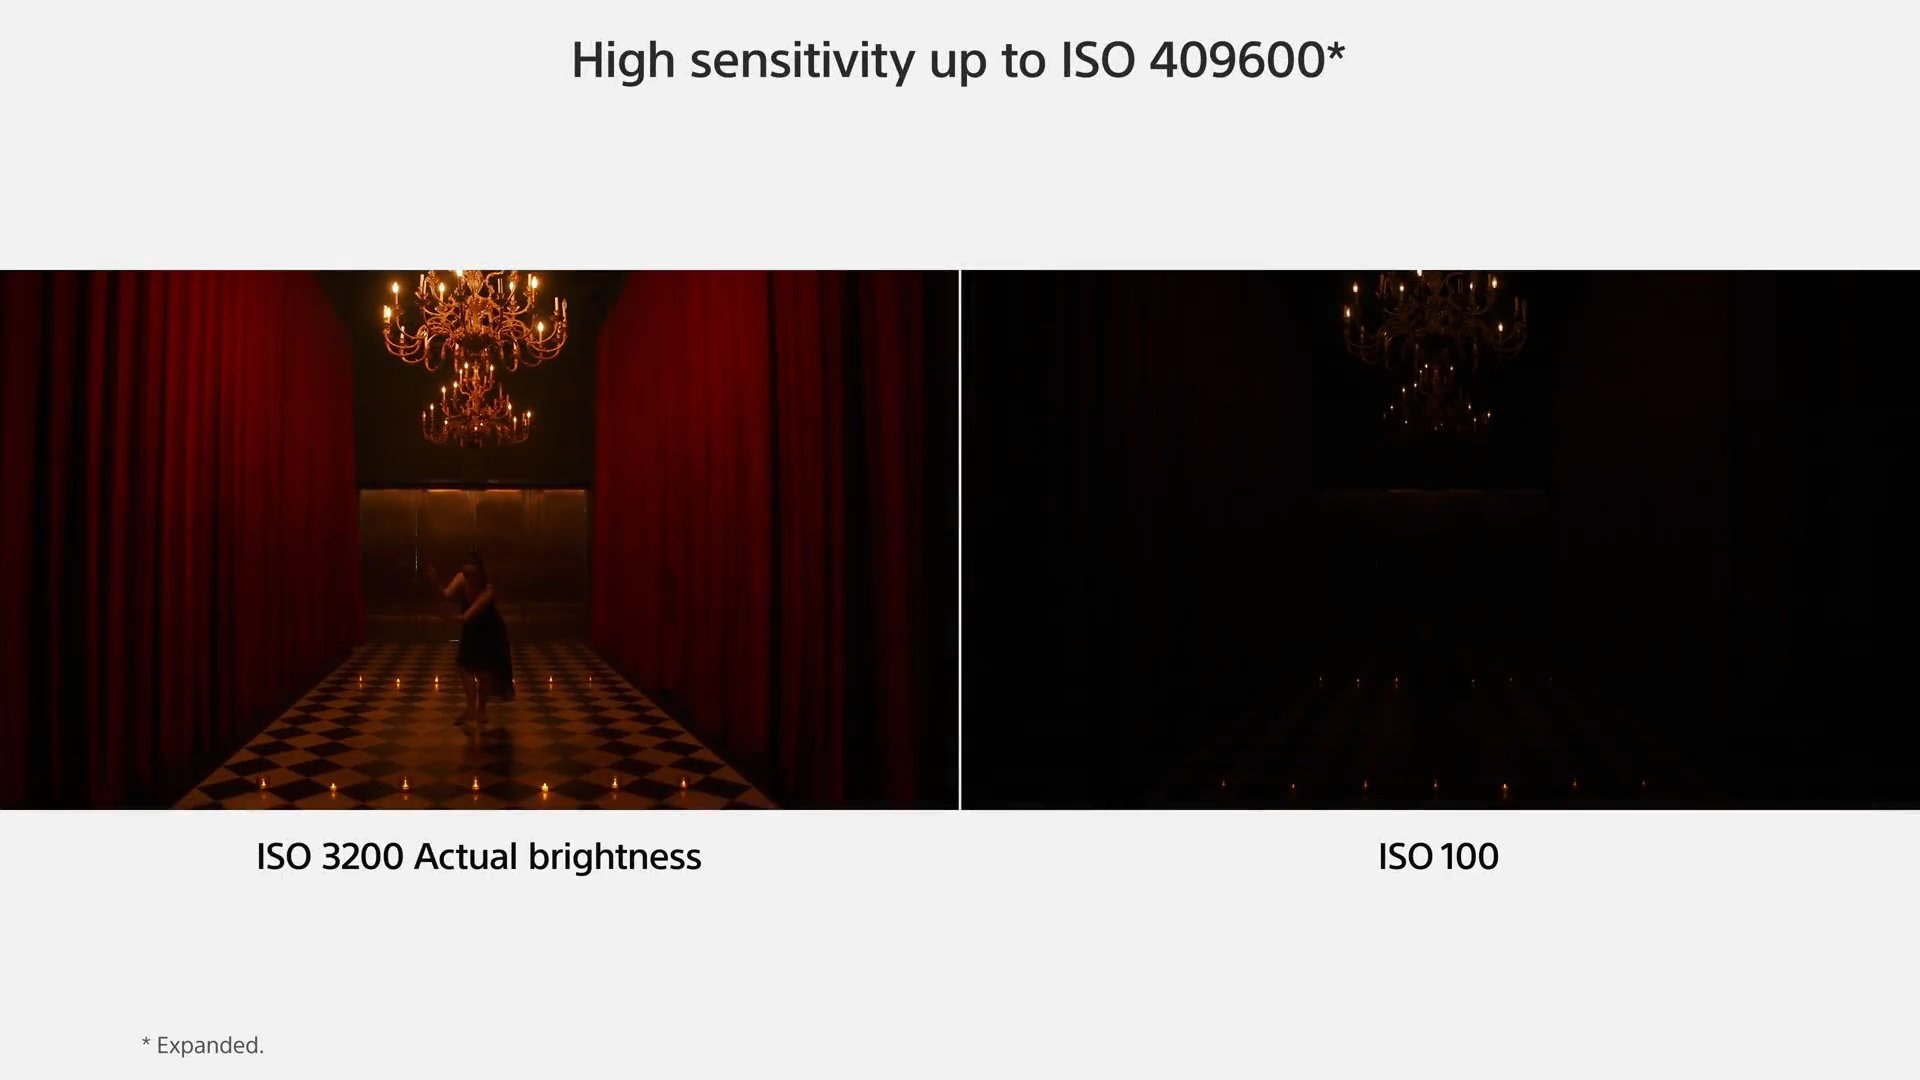 High sensitivity up to ISO 409600*
ISO 3200 Actual brightness
ISO 100
* Expanded.